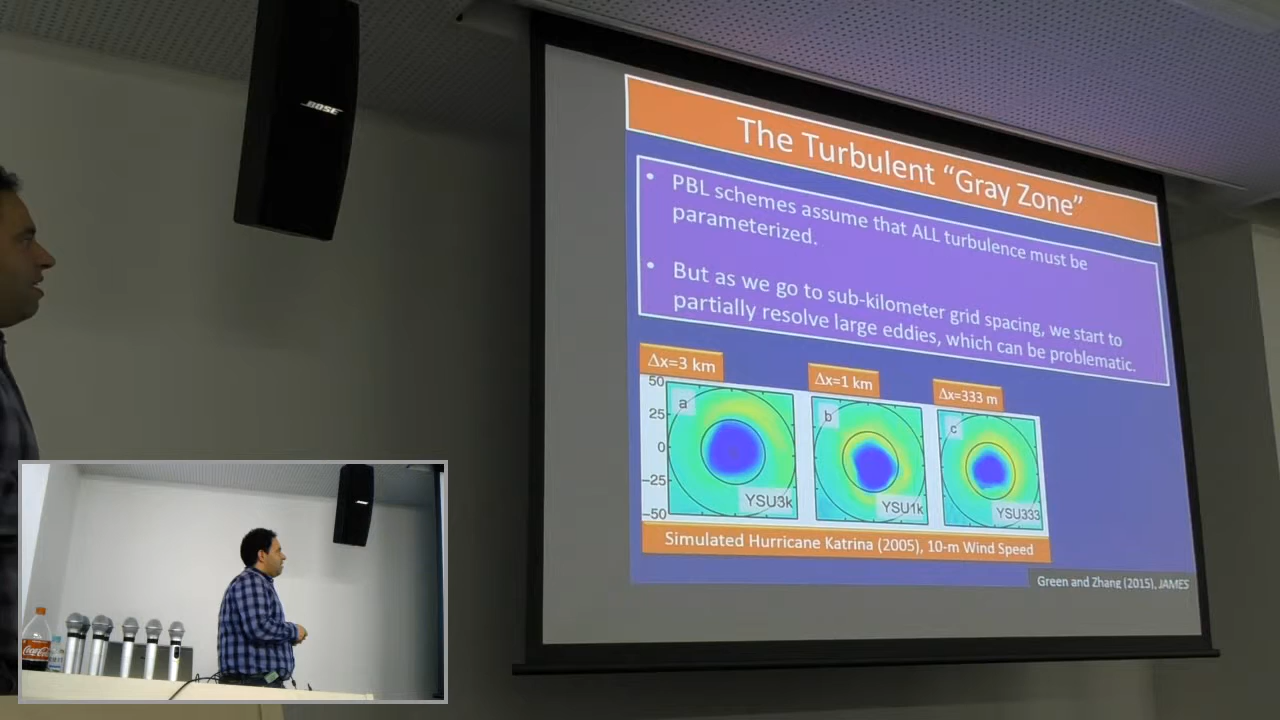 BOSE
The Turbulent “Gray Zone”
• PBL schemes assume that ALL turbulence must be
parameterized.
• But as we go to sub-kilometer grid spacing, we start to
partially resolve large eddies, which can be problematic.
Δx=3 km
Δx=1 km
Δx=333 m
50
25
0
−25
−50
a
b
c
YSU3k
YSU1k
YSU333
Simulated Hurricane Katrina (2005), 10-m Wind Speed
Green and Zhang (2015), JAMES
Coca-Cola